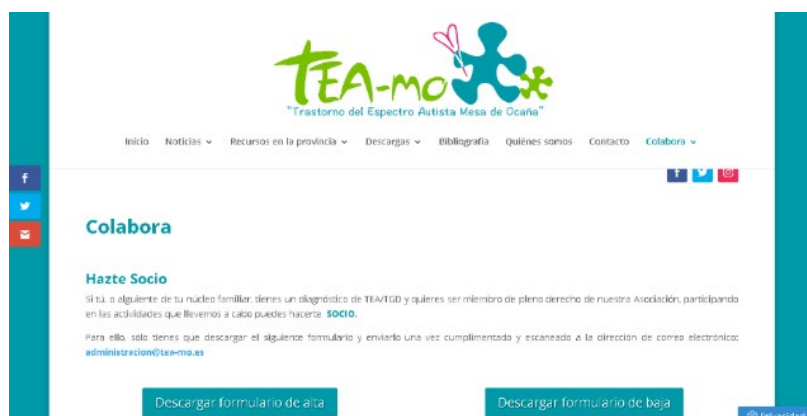 TEA-mo
"Trastorno del Espectro Autista Mesa de Ocaña"
Inicio Noticias Recursos en la provincia Descargas Bibliografía Quiénes somos Contacto Colabora
Colabora
Hazte Socio
Si tú, o alguiente de tu núcleo familiar, tienes un diagnóstico de TEA/TGD y quieres ser miembro de pleno derecho de nuestra Asociación, participando
en las actividades que llevemos a cabo puedes hacerte SOCIO.
Para ello, sólo tienes que descargar el siguiente formulario y enviarlo una vez cumplimentado y escaneado a la dirección de correo electrónico:
administracion@tea-mo.es
Descargar formulario de alta Descargar formulario de baja